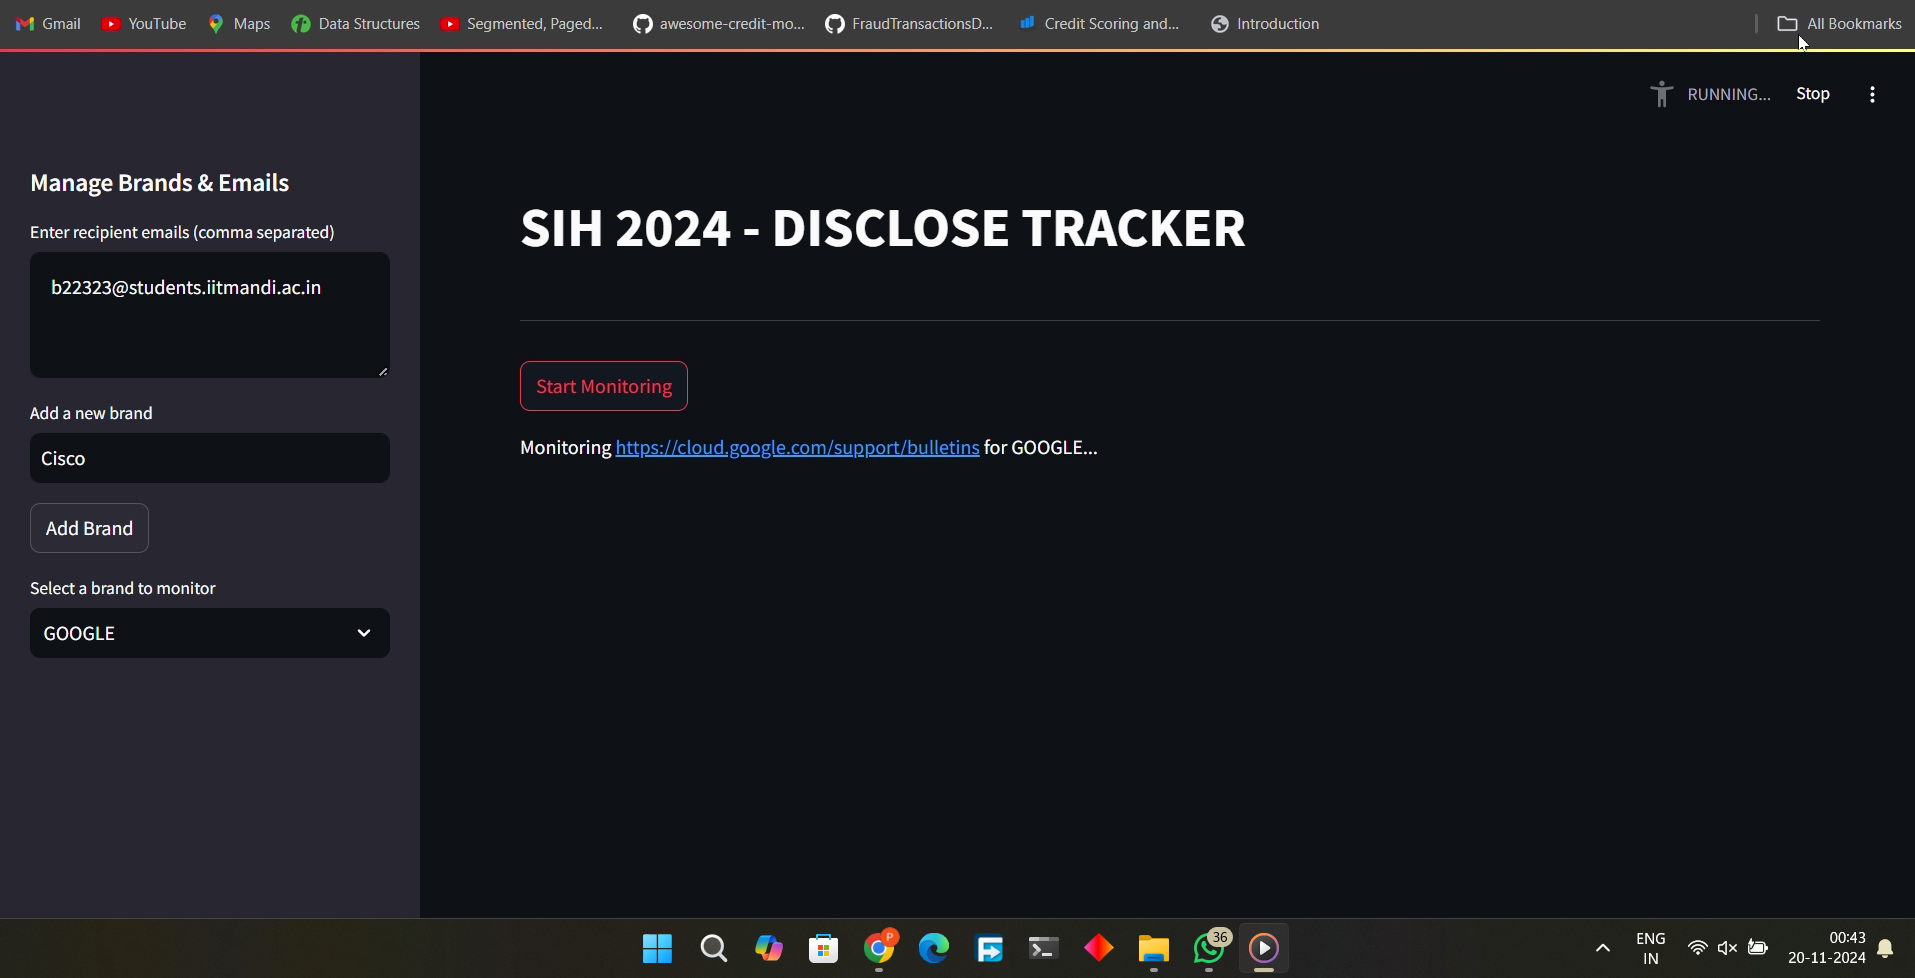 Gmail YouTube Maps Data Structures Segmented, Paged... awesome-credit-mo... FraudTransactionsD... Credit Scoring and... Introduction All Bookmarks
RUNNING... Stop
Manage Brands & Emails
Enter recipient emails (comma separated)
b22323@students.iitmandi.ac.in
Add a new brand
Cisco
Add Brand
Select a brand to monitor
GOOGLE
SIH 2024 - DISCLOSE TRACKER
Start Monitoring
Monitoring https://cloud.google.com/support/bulletins for GOOGLE...
P
36
ENG
IN
00:43
20-11-2024